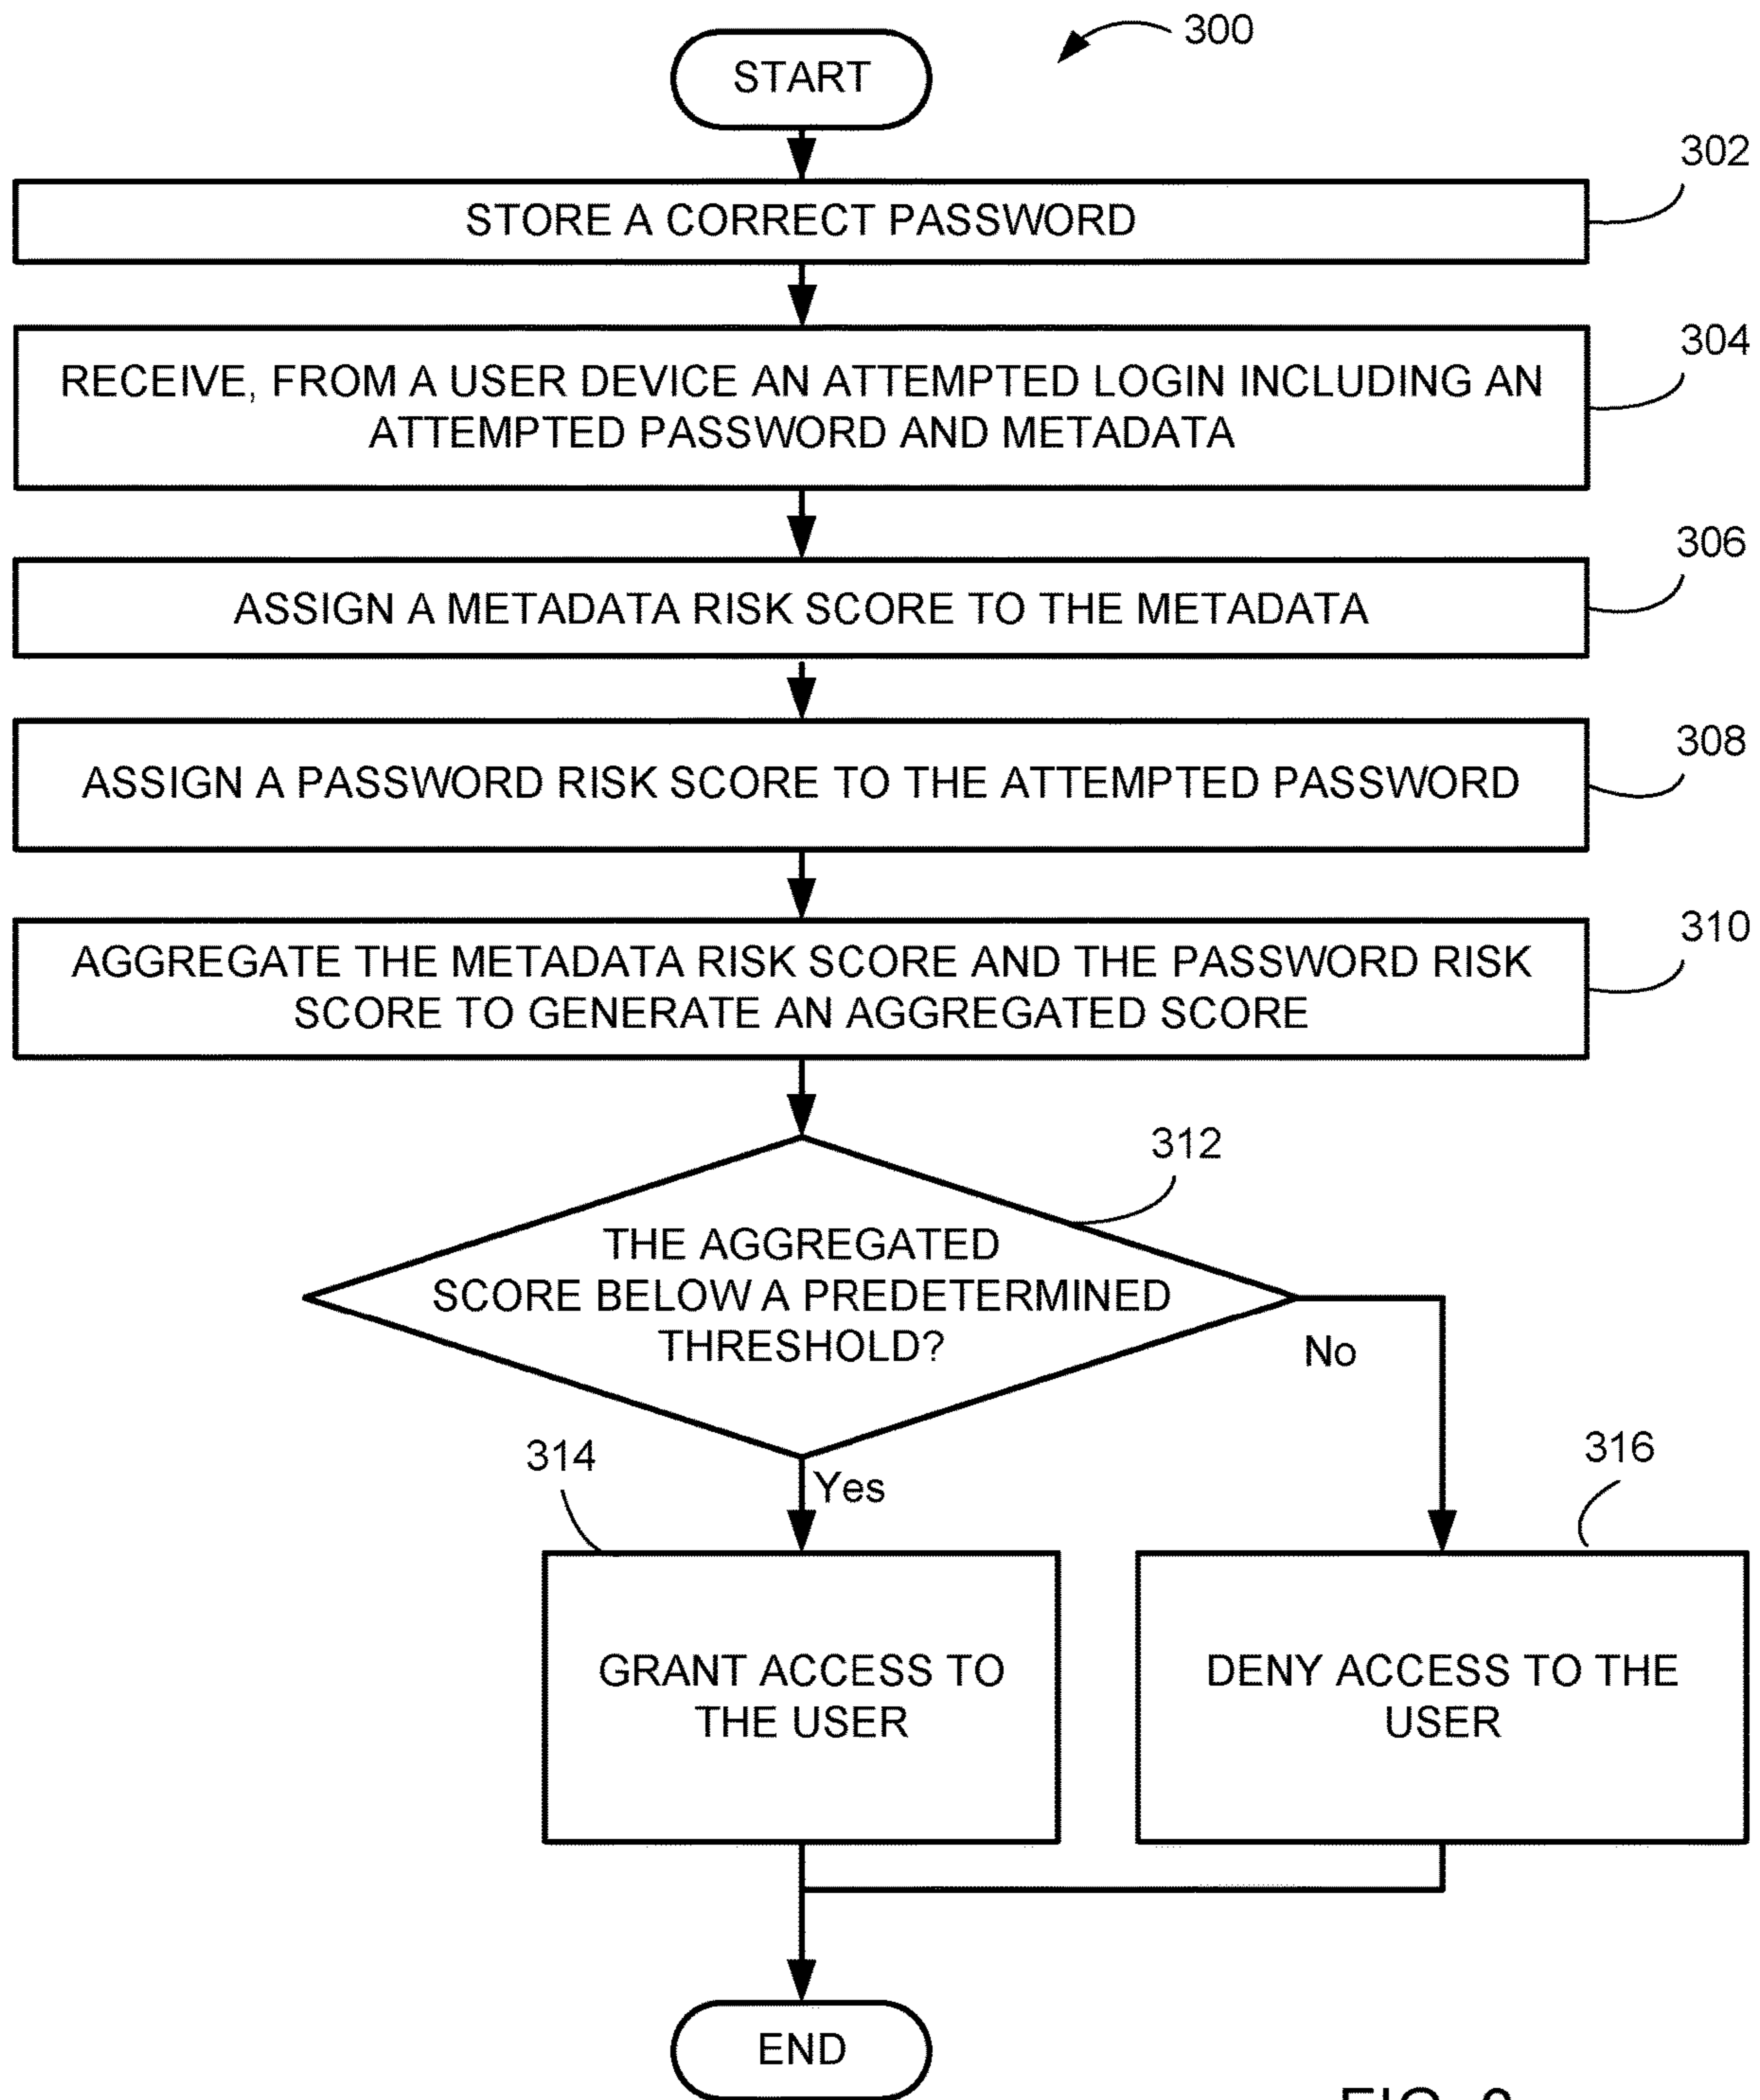 300
START
302
STORE A CORRECT PASSWORD
304
RECEIVE, FROM A USER DEVICE AN ATTEMPTED LOGIN INCLUDING AN
ATTEMPTED PASSWORD AND METADATA
306
ASSIGN A METADATA RISK SCORE TO THE METADATA
308
ASSIGN A PASSWORD RISK SCORE TO THE ATTEMPTED PASSWORD
310
AGGREGATE THE METADATA RISK SCORE AND THE PASSWORD RISK
SCORE TO GENERATE AN AGGREGATED SCORE
312
THE AGGREGATED
SCORE BELOW A PREDETERMINED
THRESHOLD?
No
Yes
314
316
GRANT ACCESS TO
THE USER
DENY ACCESS TO THE
USER
END
FIG.